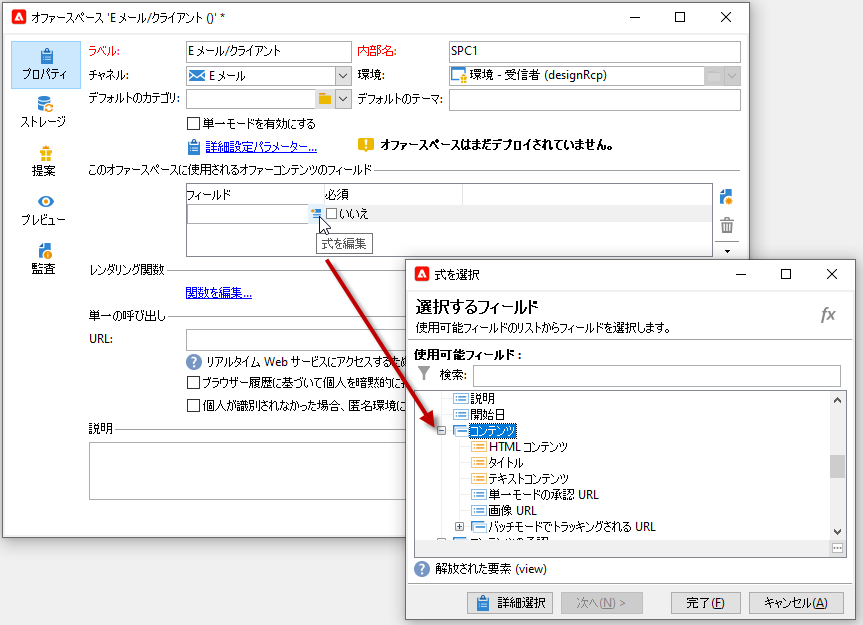 オファースペース 'E メール/クライアント ()' *
プロパティ
ストレージ
提案
プレビュー
監査
ラベル: Eメール/クライアント 内部名: SPC1
チャネル: E メール 環境: 環境 - 受信者 (designRcp)
デフォルトのカテゴリ: デフォルトのテーマ:
単一モードを有効にする
詳細設定パラメーター... オファースペースはまだデプロイされていません。
このオファースペースに使用されるオファーコンテンツのフィールド
フィールド 必須
いいえ
式を編集
レンダリング関数
関数を編集...
単一の呼び出し
URL:
リアルタイム Web サービスにアクセスするため
ブラウザー履歴に基づいて個人を暗黙的に
個人が識別されなかった場合、匿名環境に
説明
式を選択
選択するフィールド
使用可能フィールドのリストからフィールドを選択します。
fx
使用可能フィールド :
検索:
説明
開始日
コンテンツ
HTML コンテンツ
タイトル
テキストコンテンツ
単一モードの承認 URL
画像 URL
バッチモードでトラッキングされる URL
コンテンツの承認
解放された要素 (view)
詳細選択 次へ(N) > 完了(F) キャンセル(A)